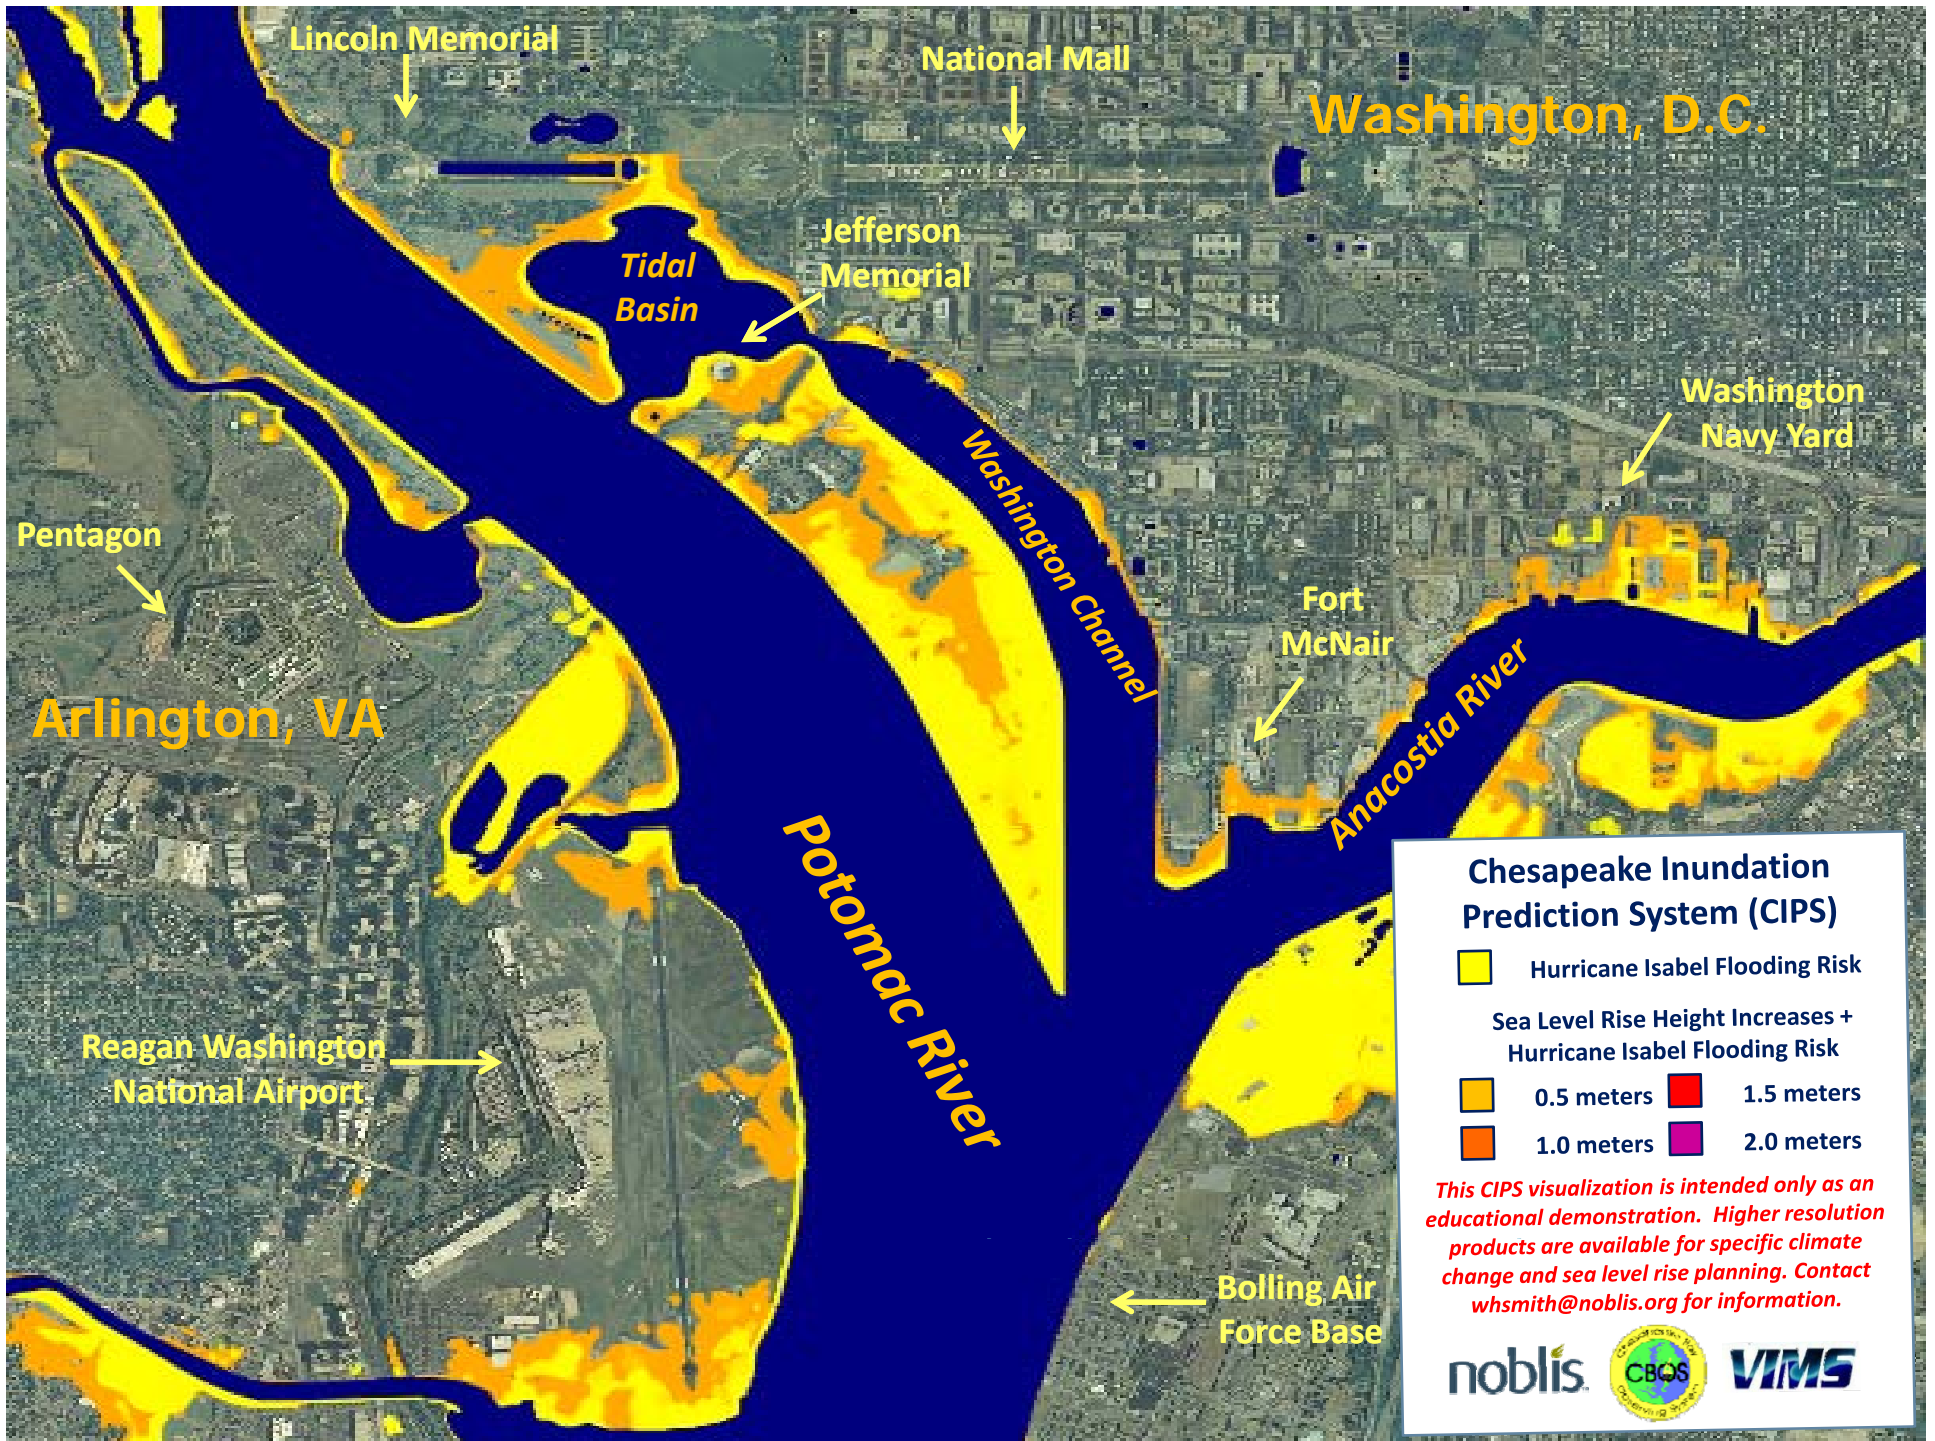 Lincoln Memorial
National Mall
Washington, D.C.
Jefferson
Memorial
Tidal
Basin
Washington
Navy Yard
Washington Channel
Pentagon
Fort
McNair
Anacostia River
Arlington, VA
Potomac River
Reagan Washington
National Airport
Bolling Air
Force Base
Chesapeake Inundation
Prediction System (CIPS)
Hurricane Isabel Flooding Risk
Sea Level Rise Height Increases +
Hurricane Isabel Flooding Risk
0.5 meters
1.5 meters
1.0 meters
2.0 meters
This CIPS visualization is intended only as an
educational demonstration. Higher resolution
products are available for specific climate
change and sea level rise planning. Contact
whsmith@noblis.org for information.
noblis
CBOS
VIMS